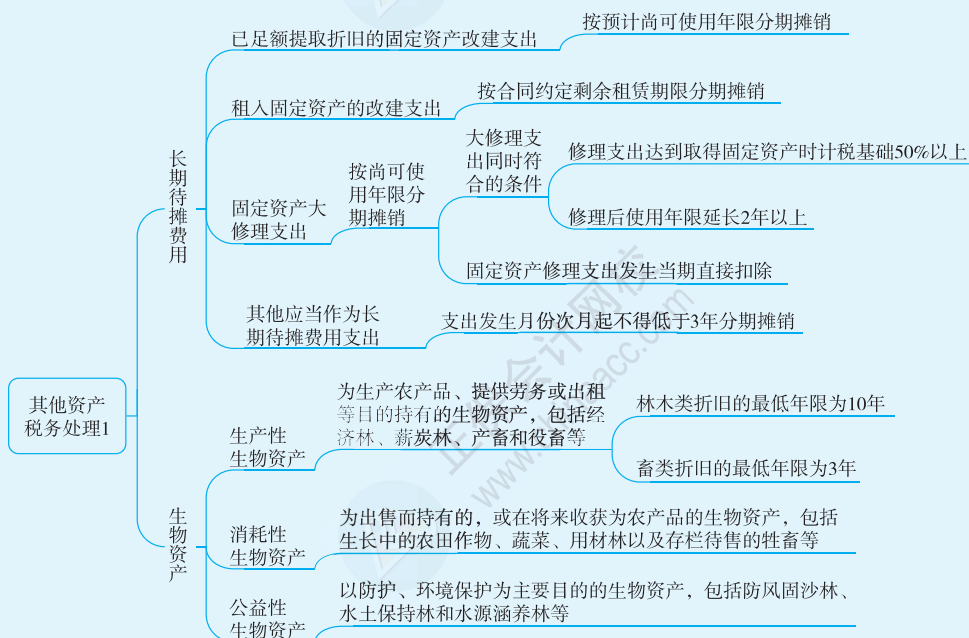 已足额提取折旧的固定资产改建支出
按预计尚可使用年限分期摊销
租入固定资产的改建支出
按合同约定剩余租赁期限分期摊销
长期待摊费用
固定资产大
修理支出
按尚可使
用年限分
期摊销
大修理支
出同时符
合的条件
修理支出达到取得固定资产时计税基础50%以上
修理后使用年限延长2年以上
固定资产修理支出发生当期直接扣除
其他应当作为长
期待摊费用支出
支出发生月份次月起不得低于3年分期摊销
其他资产
税务处理1
生物资产
生产性
生物资产
为生产农产品、提供劳务或出租
等目的持有的生物资产，包括经
济林、薪炭林、产畜和役畜等
林木类折旧的最低年限为10年
畜类折旧的最低年限为3年
消耗性
生物资产
为出售而持有的，或在将来收获为农产品的生物资产，包括
生长中的农田作物、蔬菜、用材林以及存栏待售的牲畜等
公益性
生物资产
以防护、环境保护为主要目的的生物资产，包括防风固沙林、
水土保持林和水源涵养林等